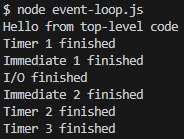 $ node event-loop.js
Hello from top-level code
Timer 1 finished
Immediate 1 finished
I/O finished
Immediate 2 finished
Timer 2 finished
Timer 3 finished